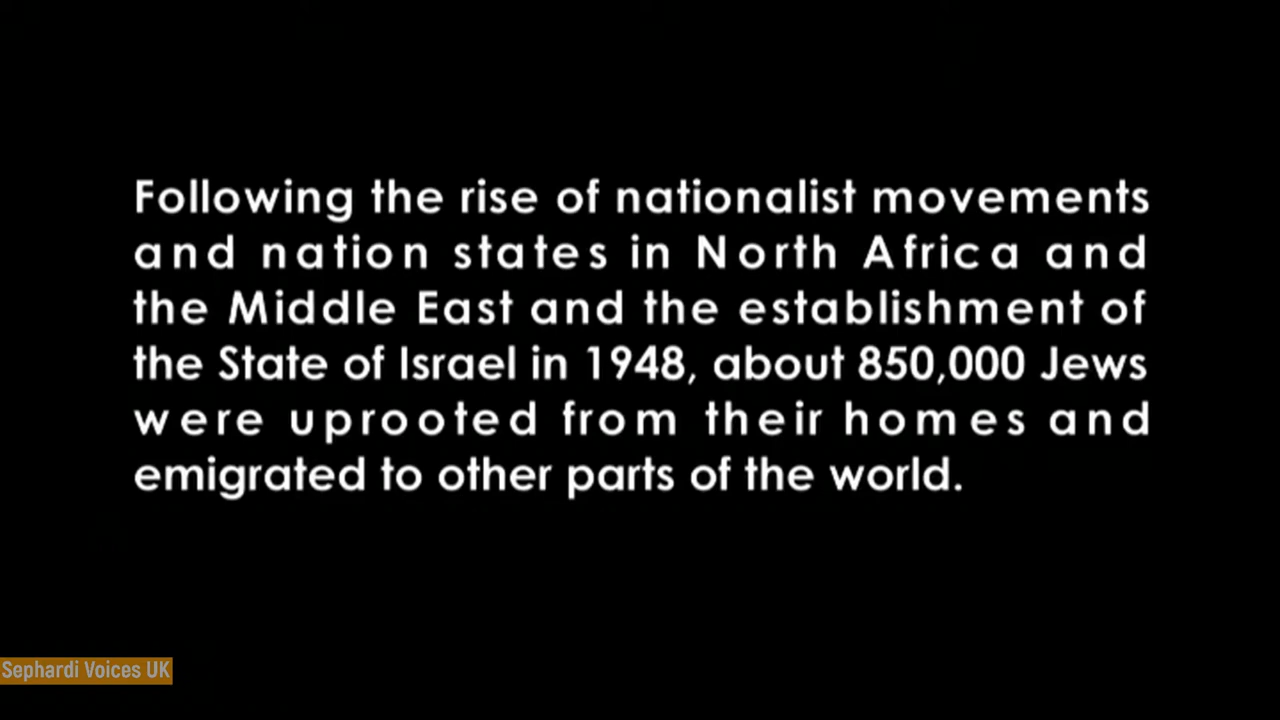 Following the rise of nationalist movements
and nation states in North Africa and
the Middle East and the establishment of
the State of Israel in 1948, about 850,000 Jews
were uprooted from their homes and
emigrated to other parts of the world.
Sephardi Voices UK